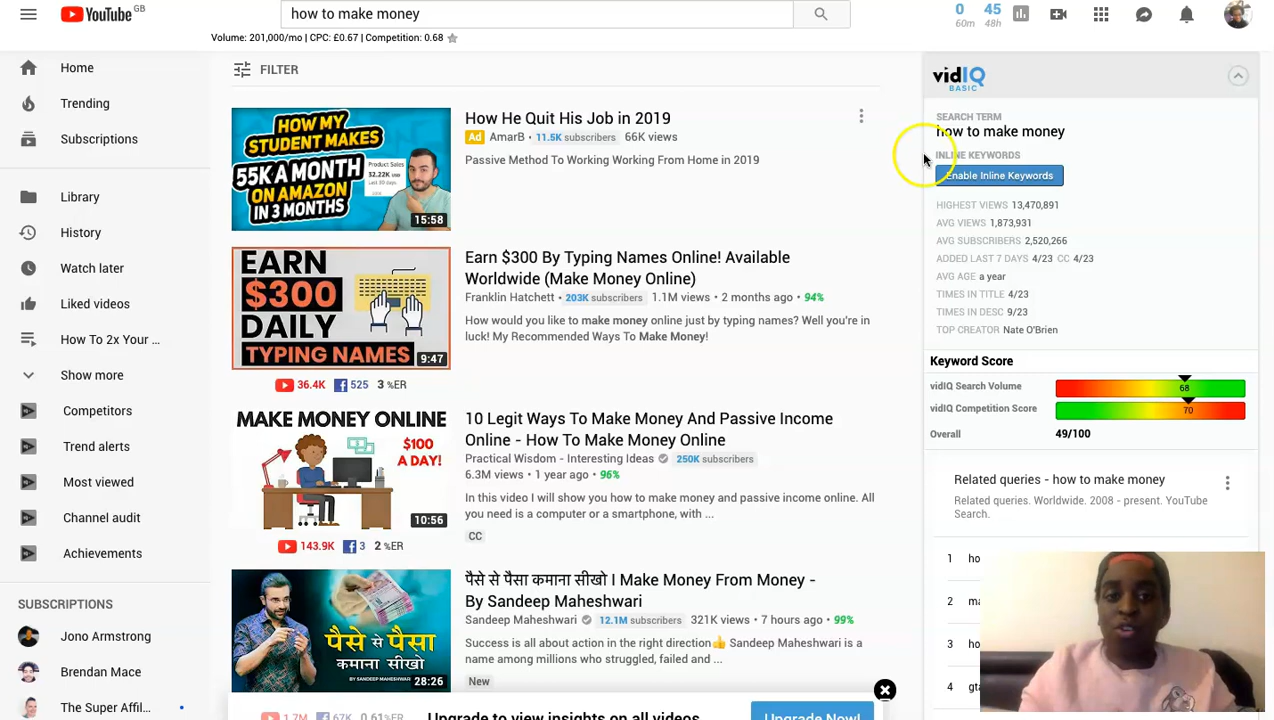 YouTube GB
how to make money
0 45
60m 48h
Volume: 201,000/mo | CPC: £0.67 | Competition: 0.68
Home
Trending
Subscriptions
Library
History
Watch later
Liked videos
How To 2x Your ...
Show more
Competitors
Trend alerts
Most viewed
Channel audit
Achievements
SUBSCRIPTIONS
Jono Armstrong
Brendan Mace
The Super Affil...
FILTER
HOW MY
STUDENT MAKES
55K A MONTH
ON AMAZON
IN 3 MONTHS
Product Sales
32.22K
15:58
How He Quit His Job in 2019
Ad AmarB • 11.5K subscribers 66K views
Passive Method To Working Working From Home in 2019
EARN
$300
DAILY
TYPING NAMES
9:47
36.4K 525 3 %ER
Earn $300 By Typing Names Online! Available
Worldwide (Make Money Online)
Franklin Hatchett • 203K subscribers 1.1M views • 2 months ago • 94%
How would you like to make money online just by typing names? Well you're in
luck! My Recommended Ways To Make Money!
MAKE MONEY ONLINE
$100
A DAY!
10:56
143.9K 3 2 %ER
10 Legit Ways To Make Money And Passive Income
Online - How To Make Money Online
Practical Wisdom - Interesting Ideas 250K subscribers
6.3M views • 1 year ago • 96%
In this video I will show you how to make money and passive income online. All
you need is a computer or a smartphone, with ...
CC
पैसे से पैसा
कमाना सीखो
BY SANDEEP MAHESHWARI
28:26
1.7M 67K 0.61%ER
पैसे से पैसा कमाना सीखो I Make Money From Money -
By Sandeep Maheshwari
Sandeep Maheshwari 12.1M subscribers 321K views • 7 hours ago • 99%
Success is all about action in the right direction👍 Sandeep Maheshwari is a
name among millions who struggled, failed and ...
New
Upgrade to view insights on all videos
Upgrade Now!
vidIQ
BASIC
SEARCH TERM
how to make money
INLINE KEYWORDS
Enable Inline Keywords
HIGHEST VIEWS 13,470,891
AVG VIEWS 1,873,931
AVG SUBSCRIBERS 2,520,266
ADDED LAST 7 DAYS 4/23 CC 4/23
AVG AGE a year
TIMES IN TITLE 4/23
TIMES IN DESC 9/23
TOP CREATOR Nate O'Brien
Keyword Score
vidIQ Search Volume 68
vidIQ Competition Score 70
Overall 49/100
Related queries - how to make money
Related queries. Worldwide. 2008 - present. YouTube
Search.
1 ho
2 ma
3 ho
4 gta